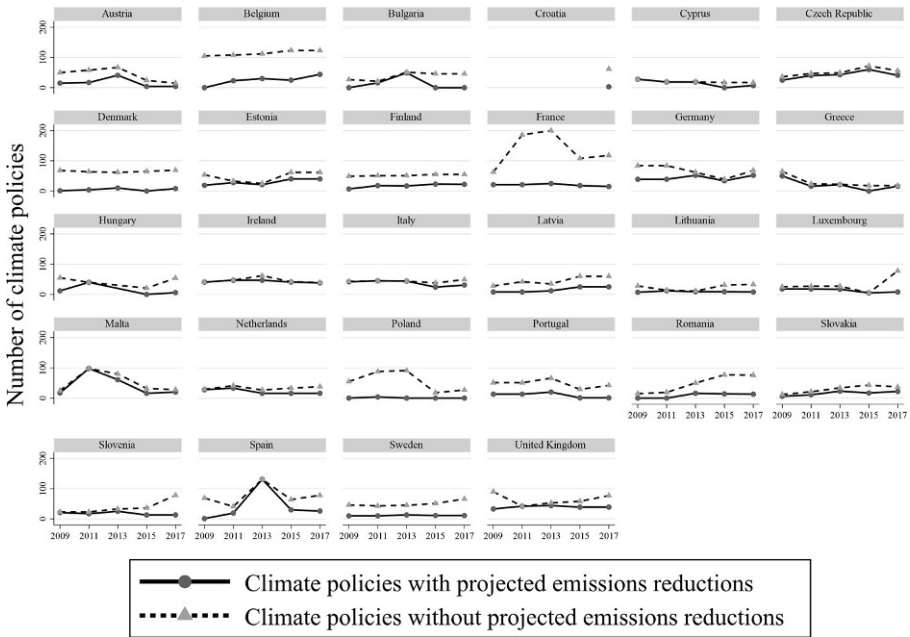 Number of climate policies
Austria Belgium Bulgaria Croatia Cyprus Czech Republic
200
100
0
Denmark Estonia Finland France Germany Greece
200
100
0
Hungary Ireland Italy Latvia Lithuania Luxembourg
200
100
0
Malta Netherlands Poland Portugal Romania Slovakia
200
100
0
2009 2011 2013 2015 2017 2009 2011 2013 2015 2017
Slovenia Spain Sweden United Kingdom
200
100
0
2009 2011 2013 2015 2017 2009 2011 2013 2015 2017 2009 2011 2013 2015 2017 2009 2011 2013 2015 2017
Climate policies with projected emissions reductions
Climate policies without projected emissions reductions